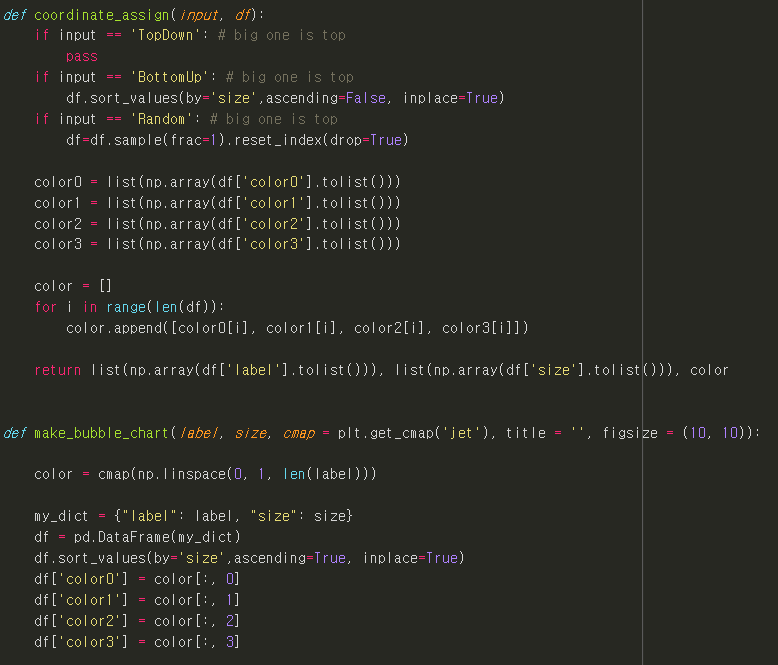 def coordinate_assign(input, df):
    if input == 'TopDown': # big one is top
        pass
    if input == 'BottomUp': # big one is top
        df.sort_values(by='size',ascending=False, inplace=True)
    if input == 'Random': # big one is top
        df=df.sample(frac=1).reset_index(drop=True)
    color0 = list(np.array(df['color0'].tolist()))
    color1 = list(np.array(df['color1'].tolist()))
    color2 = list(np.array(df['color2'].tolist()))
    color3 = list(np.array(df['color3'].tolist()))
    color = []
    for i in range(len(df)):
        color.append([color0[i], color1[i], color2[i], color3[i]])
    return list(np.array(df['label'].tolist())), list(np.array(df['size'].tolist())), color
def make_bubble_chart(label, size, cmap = plt.get_cmap('jet'), title = '', figsize = (10, 10)):
    color = cmap(np.linspace(0, 1, len(label)))
    my_dict = {"label": label, "size": size}
    df = pd.DataFrame(my_dict)
    df.sort_values(by='size',ascending=True, inplace=True)
    df['color0'] = color[:, 0]
    df['color1'] = color[:, 1]
    df['color2'] = color[:, 2]
    df['color3'] = color[:, 3]